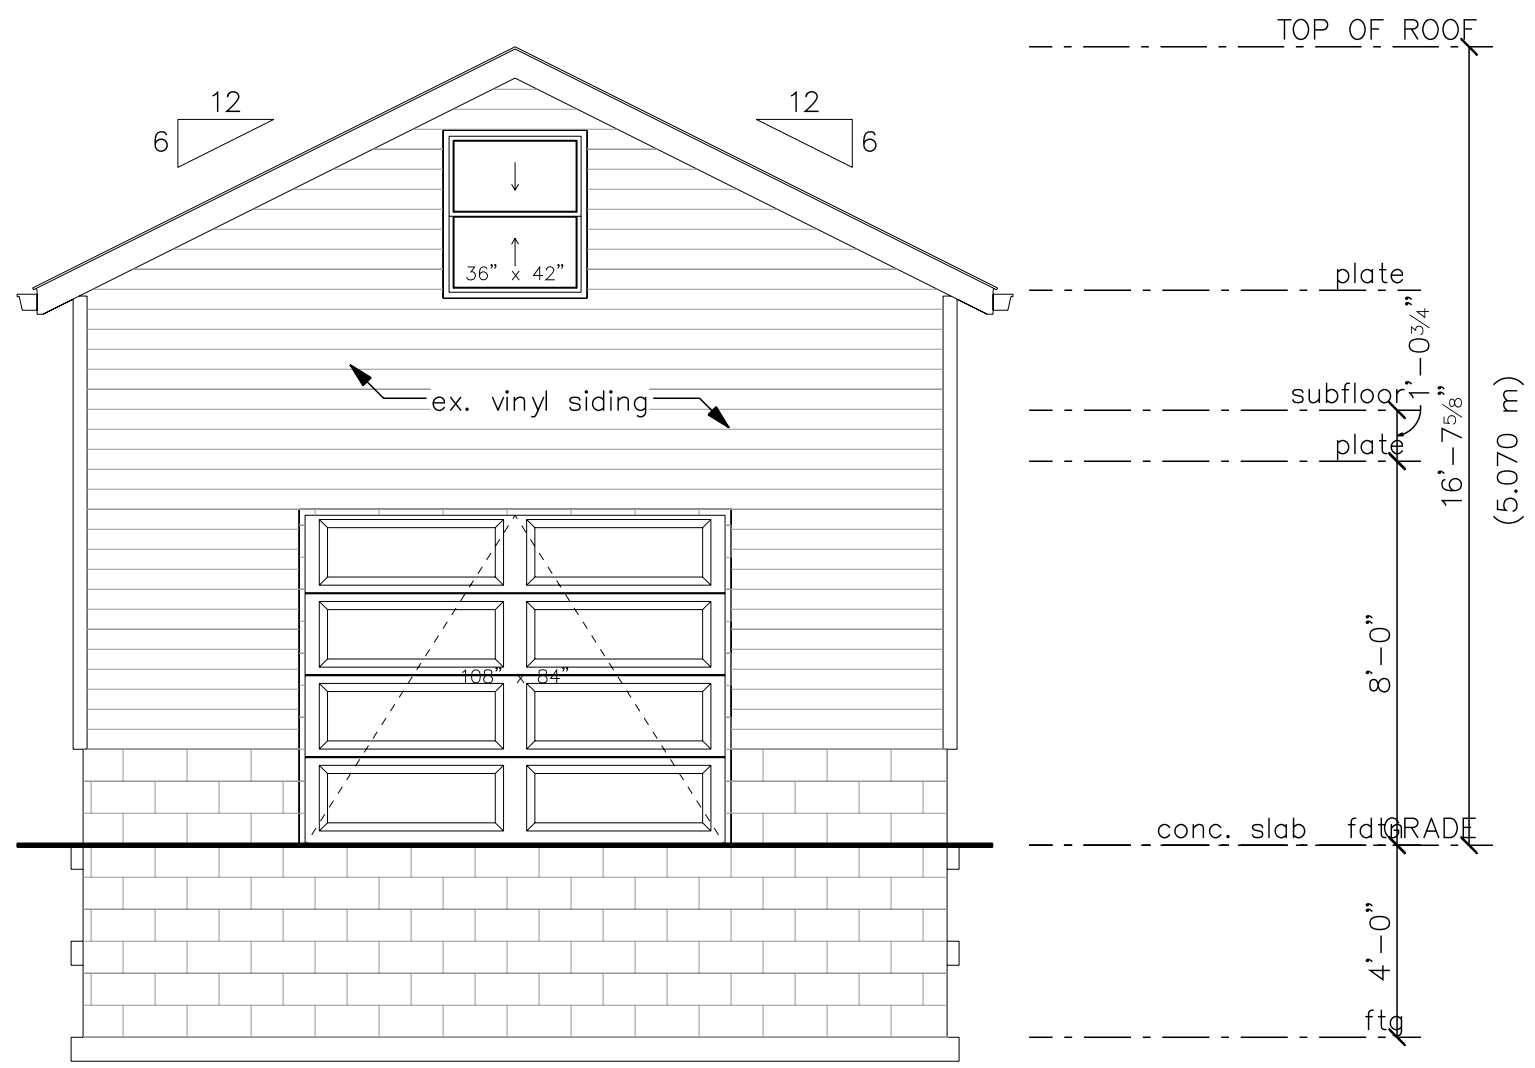 TOP OF ROOF
12
12
6
6
36” x 42”
plate
1’-0¾”
subfloor
ex. vinyl siding
plate
16’-7⅝”
(5.070 m)
8’-0”
108” x 84”
conc. slab fdtn
GRADE
4’-0”
ftg